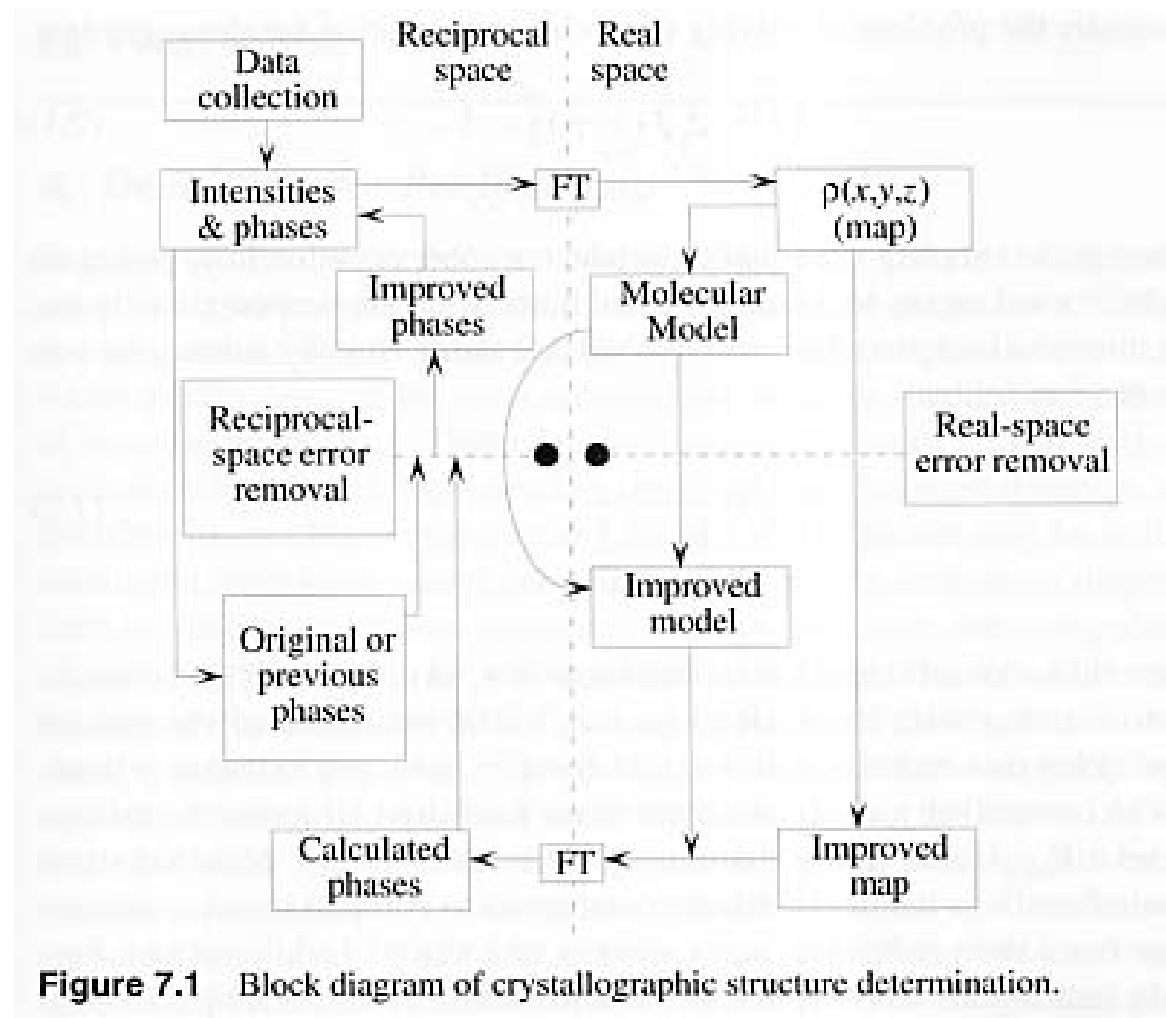 Reciprocal
space
Real
space
Data
collection
Intensities
& phases
FT
ρ(x,y,z)
(map)
Improved
phases
Molecular
Model
Reciprocal-
space error
removal
Real-space
error removal
Improved
model
Original or
previous
phases
Calculated
phases
FT
Improved
map
Figure 7.1 Block diagram of crystallographic structure determination.